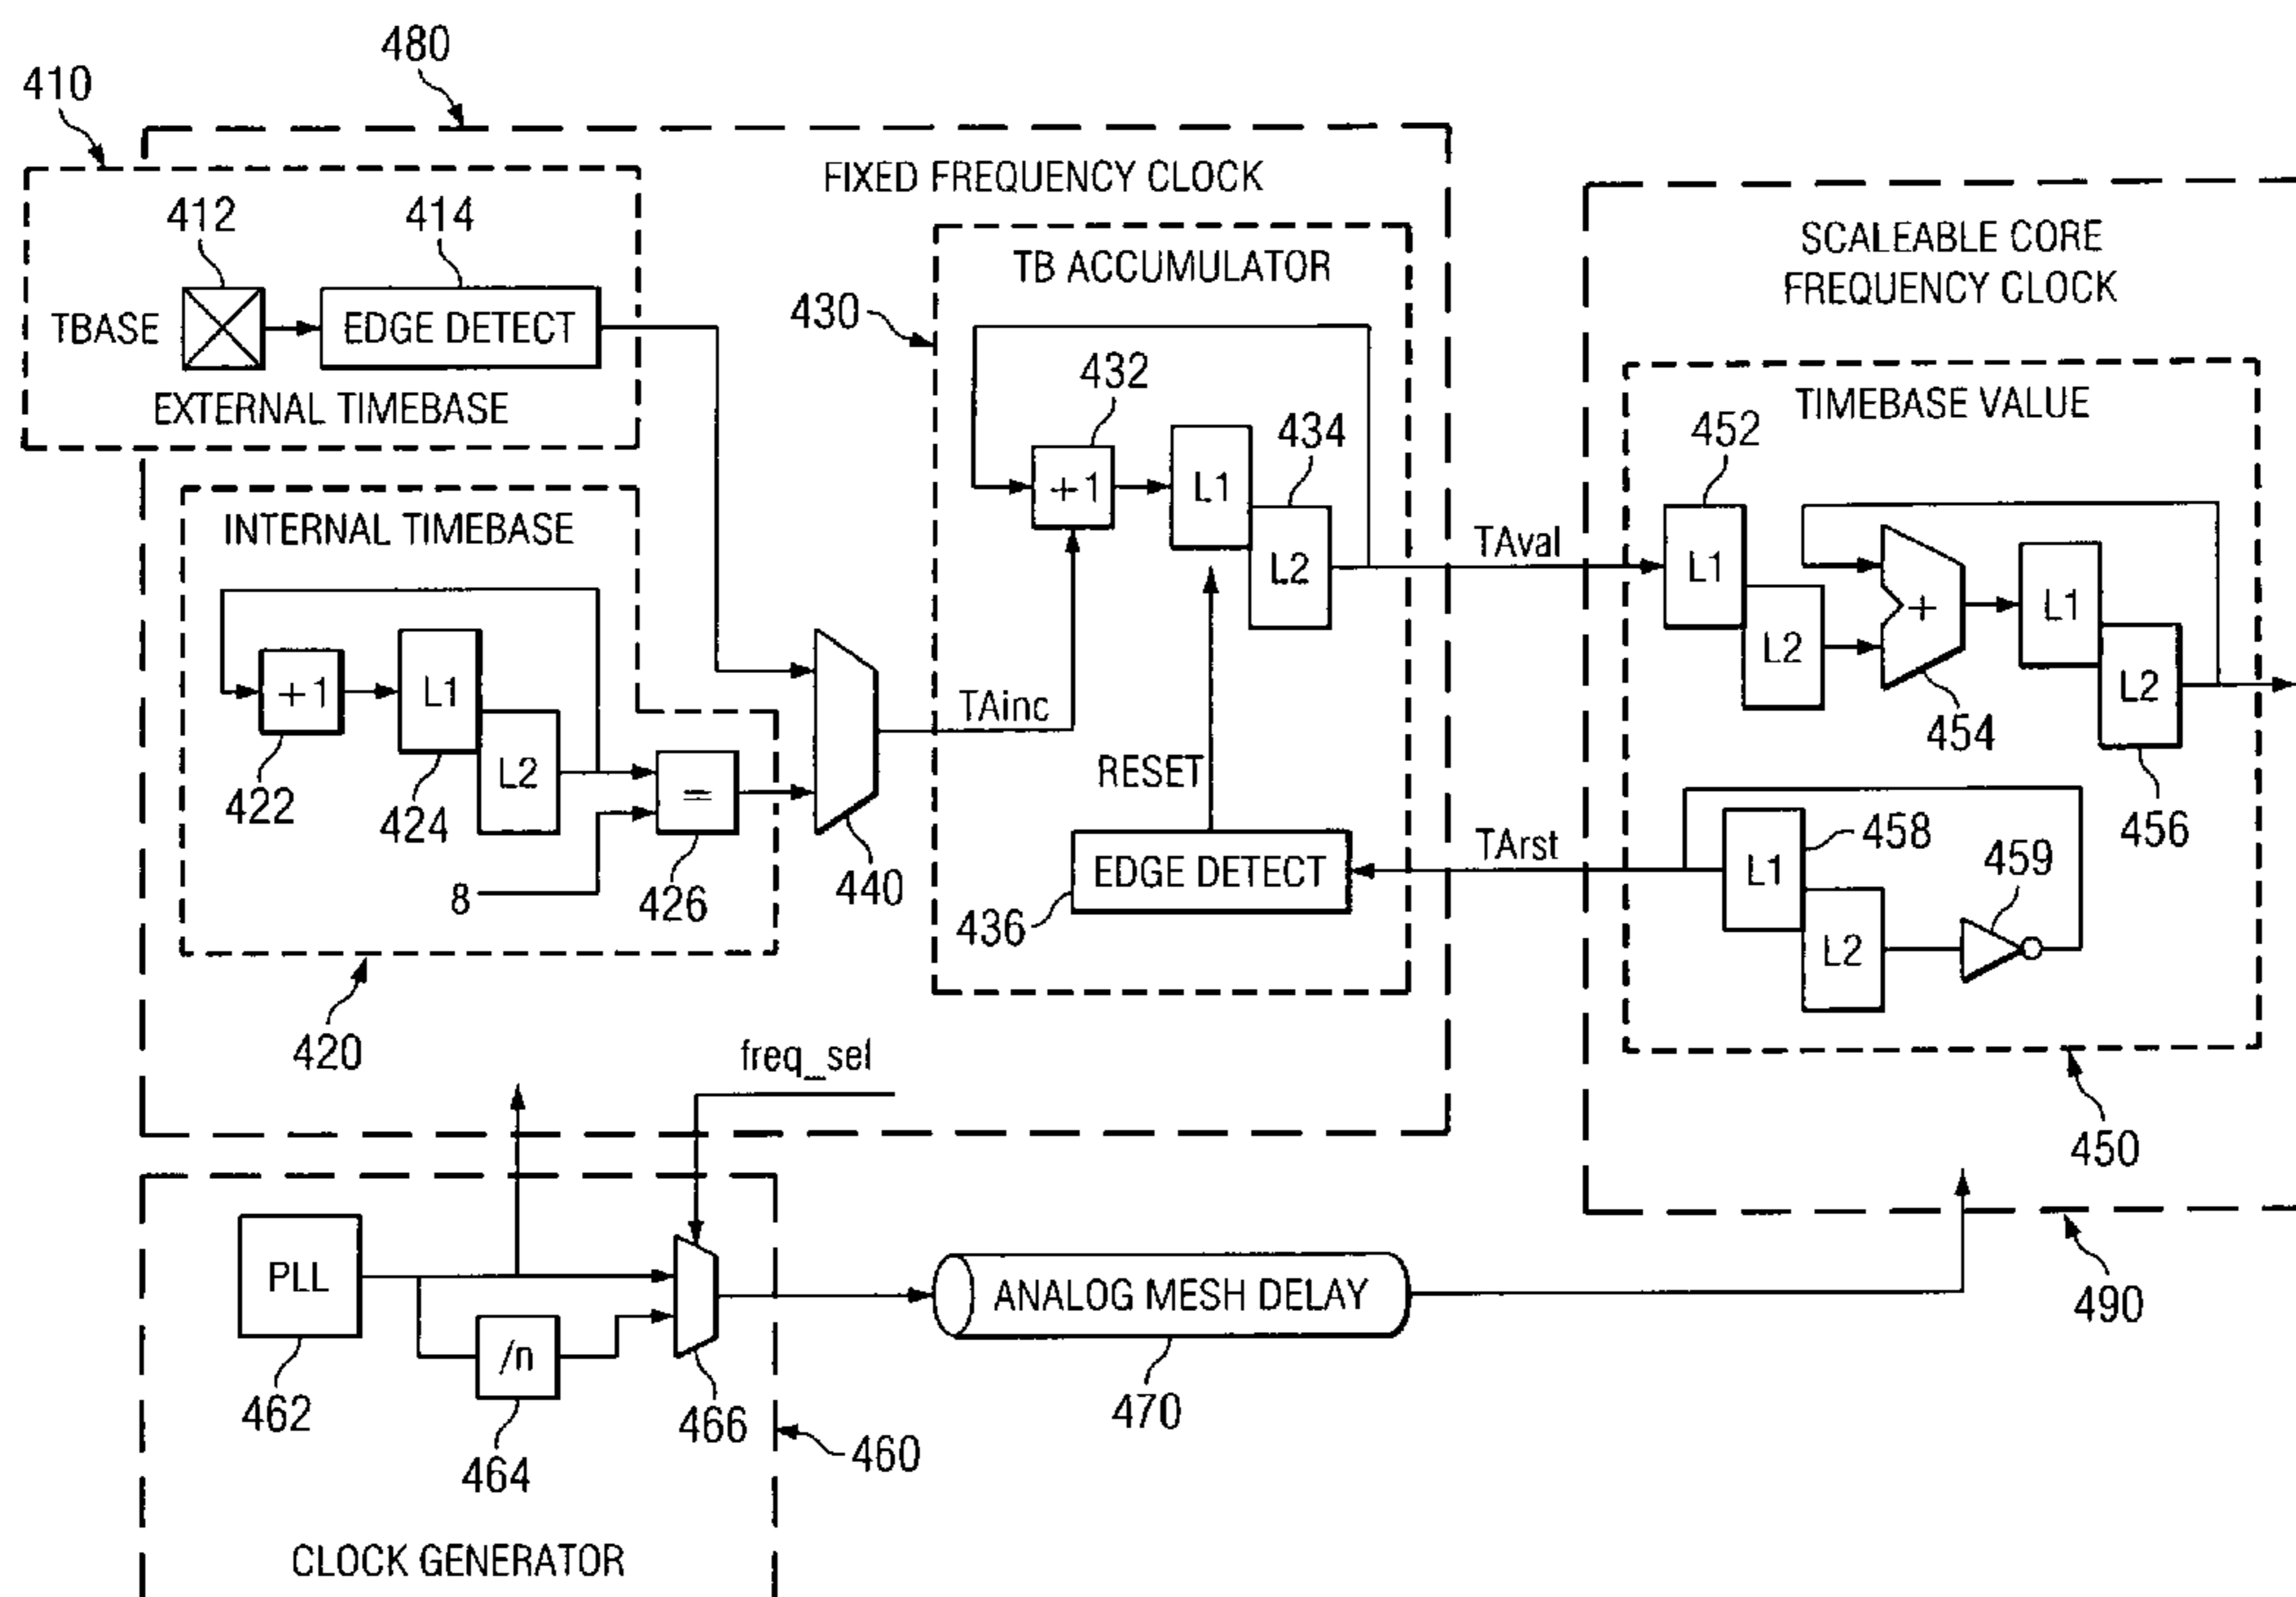 480
410
FIXED FREQUENCY CLOCK
412
414
TBASE
EDGE DETECT
EXTERNAL TIMEBASE
TB ACCUMULATOR
430
432
434
+1
L1
L2
RESET
EDGE DETECT
436
INTERNAL TIMEBASE
+1
L1
L2
422
424
8
=
426
420
440
TAinc
TAval
TArst
SCALEABLE CORE
FREQUENCY CLOCK
TIMEBASE VALUE
452
L1
L2
+
454
L1
L2
456
L1
458
L2
459
450
490
freq_sel
PLL
462
/n
464
466
460
CLOCK GENERATOR
ANALOG MESH DELAY
470